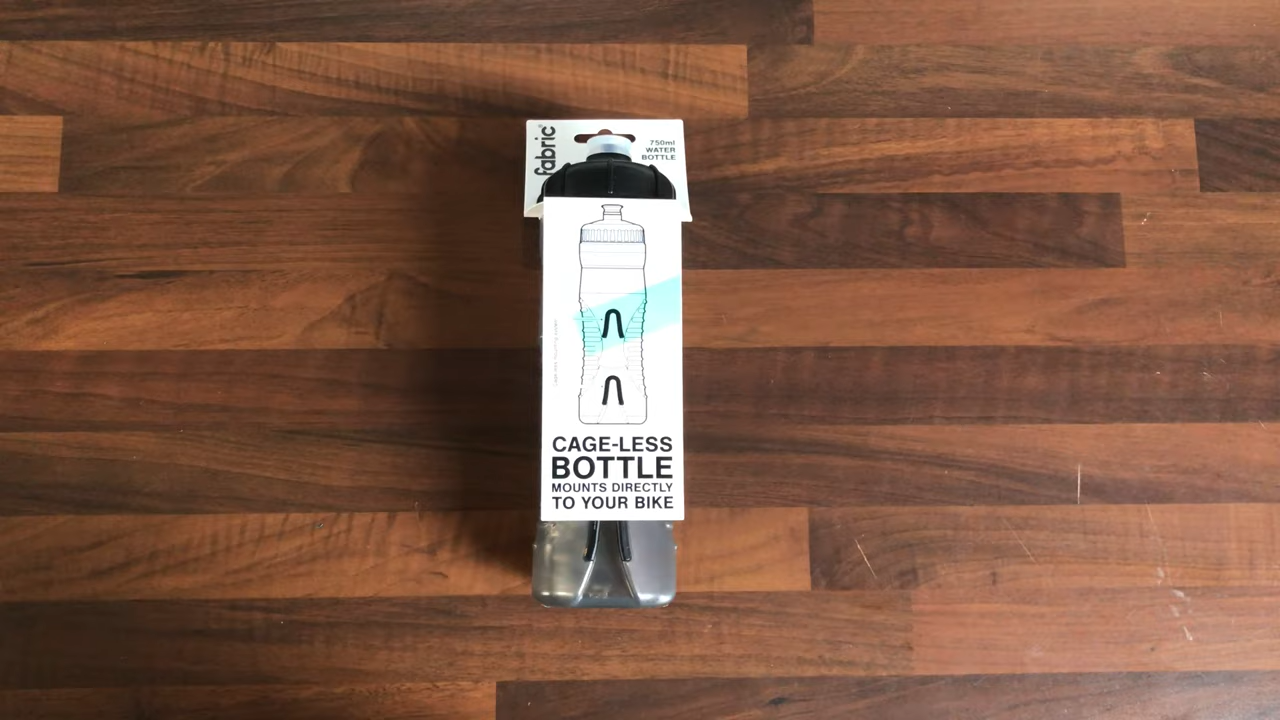 fabric
750ml
WATER
BOTTLE
CAGE-LESS
BOTTLE
MOUNTS DIRECTLY
TO YOUR BIKE